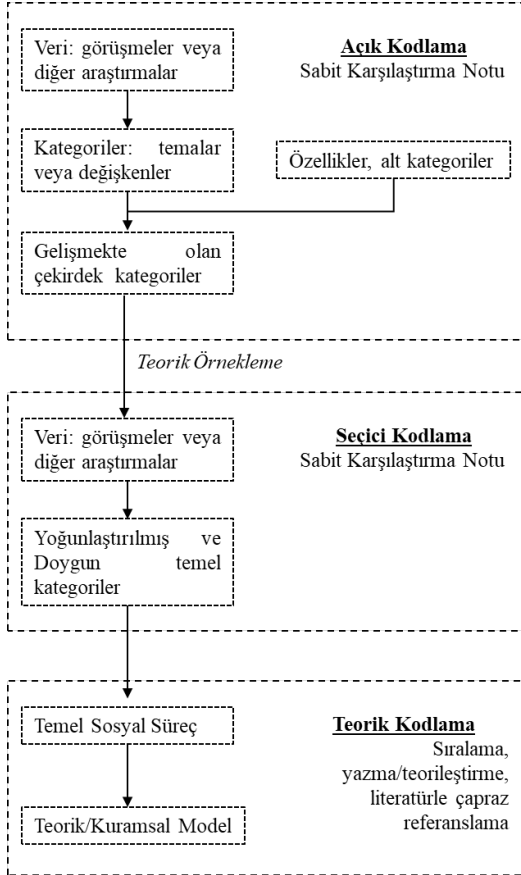 Veri: görüşmeler veya
diğer araştırmalar
Açık Kodlama
Sabit Karşılaştırma Notu
Kategoriler: temalar
veya değişkenler
Özellikler, alt kategoriler
Gelişmekte olan
çekirdek kategoriler
Teorik Örnekleme
Veri: görüşmeler veya
diğer araştırmalar
Seçici Kodlama
Sabit Karşılaştırma Notu
Yoğunlaştırılmış ve
Doygun temel
kategoriler
Temel Sosyal Süreç
Teorik Kodlama
Sıralama,
yazma/teorileştirme,
literatürle çapraz
referanslama
Teorik/Kuramsal Model